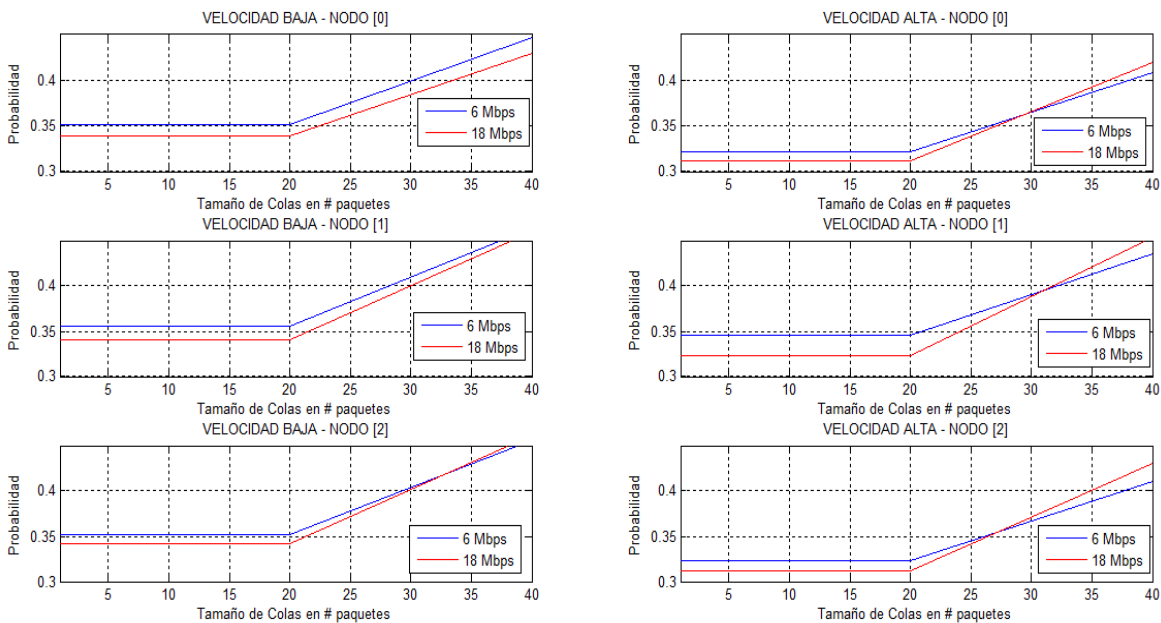 VELOCIDAD BAJA - NODO [0]
Probabilidad
0.4
0.35
0.3
6 Mbps
18 Mbps
5 10 15 20 25 30 35 40
Tamaño de Colas en # paquetes
VELOCIDAD ALTA - NODO [0]
Probabilidad
0.4
0.35
0.3
6 Mbps
18 Mbps
5 10 15 20 25 30 35 40
Tamaño de Colas en # paquetes
VELOCIDAD BAJA - NODO [1]
Probabilidad
0.4
0.35
0.3
6 Mbps
18 Mbps
5 10 15 20 25 30 35 40
Tamaño de Colas en # paquetes
VELOCIDAD ALTA - NODO [1]
Probabilidad
0.4
0.35
0.3
6 Mbps
18 Mbps
5 10 15 20 25 30 35 40
Tamaño de Colas en # paquetes
VELOCIDAD BAJA - NODO [2]
Probabilidad
0.4
0.35
0.3
6 Mbps
18 Mbps
5 10 15 20 25 30 35 40
Tamaño de Colas en # paquetes
VELOCIDAD ALTA - NODO [2]
Probabilidad
0.4
0.35
0.3
6 Mbps
18 Mbps
5 10 15 20 25 30 35 40
Tamaño de Colas en # paquetes